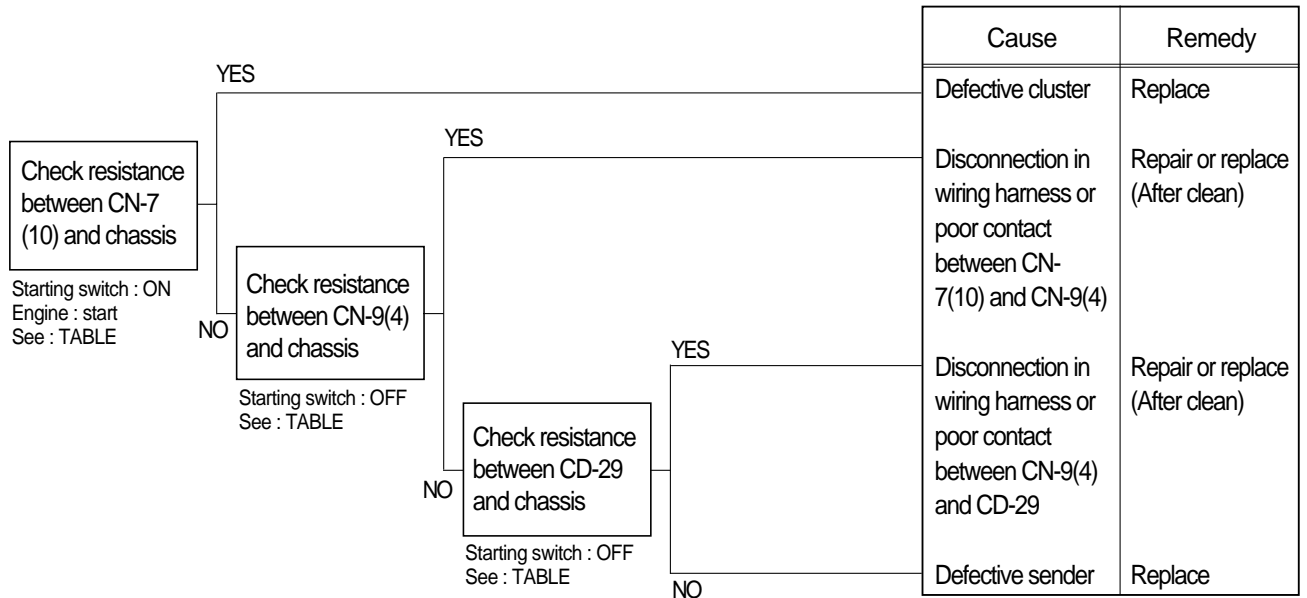 Cause Remedy
YES
Defective cluster Replace
YES
Check resistance
between CN-7
(10) and chassis
Disconnection in
wiring harness or
poor contact
between CN-
7(10) and CN-9(4)
Repair or replace
(After clean)
Starting switch : ON
Engine : start
See : TABLE
NO
Check resistance
between CN-9(4)
and chassis
YES
Starting switch : OFF
See : TABLE
Disconnection in
wiring harness or
poor contact
between CN-9(4)
and CD-29
Repair or replace
(After clean)
NO
Check resistance
between CD-29
and chassis
Starting switch : OFF
See : TABLE
NO
Defective sender Replace